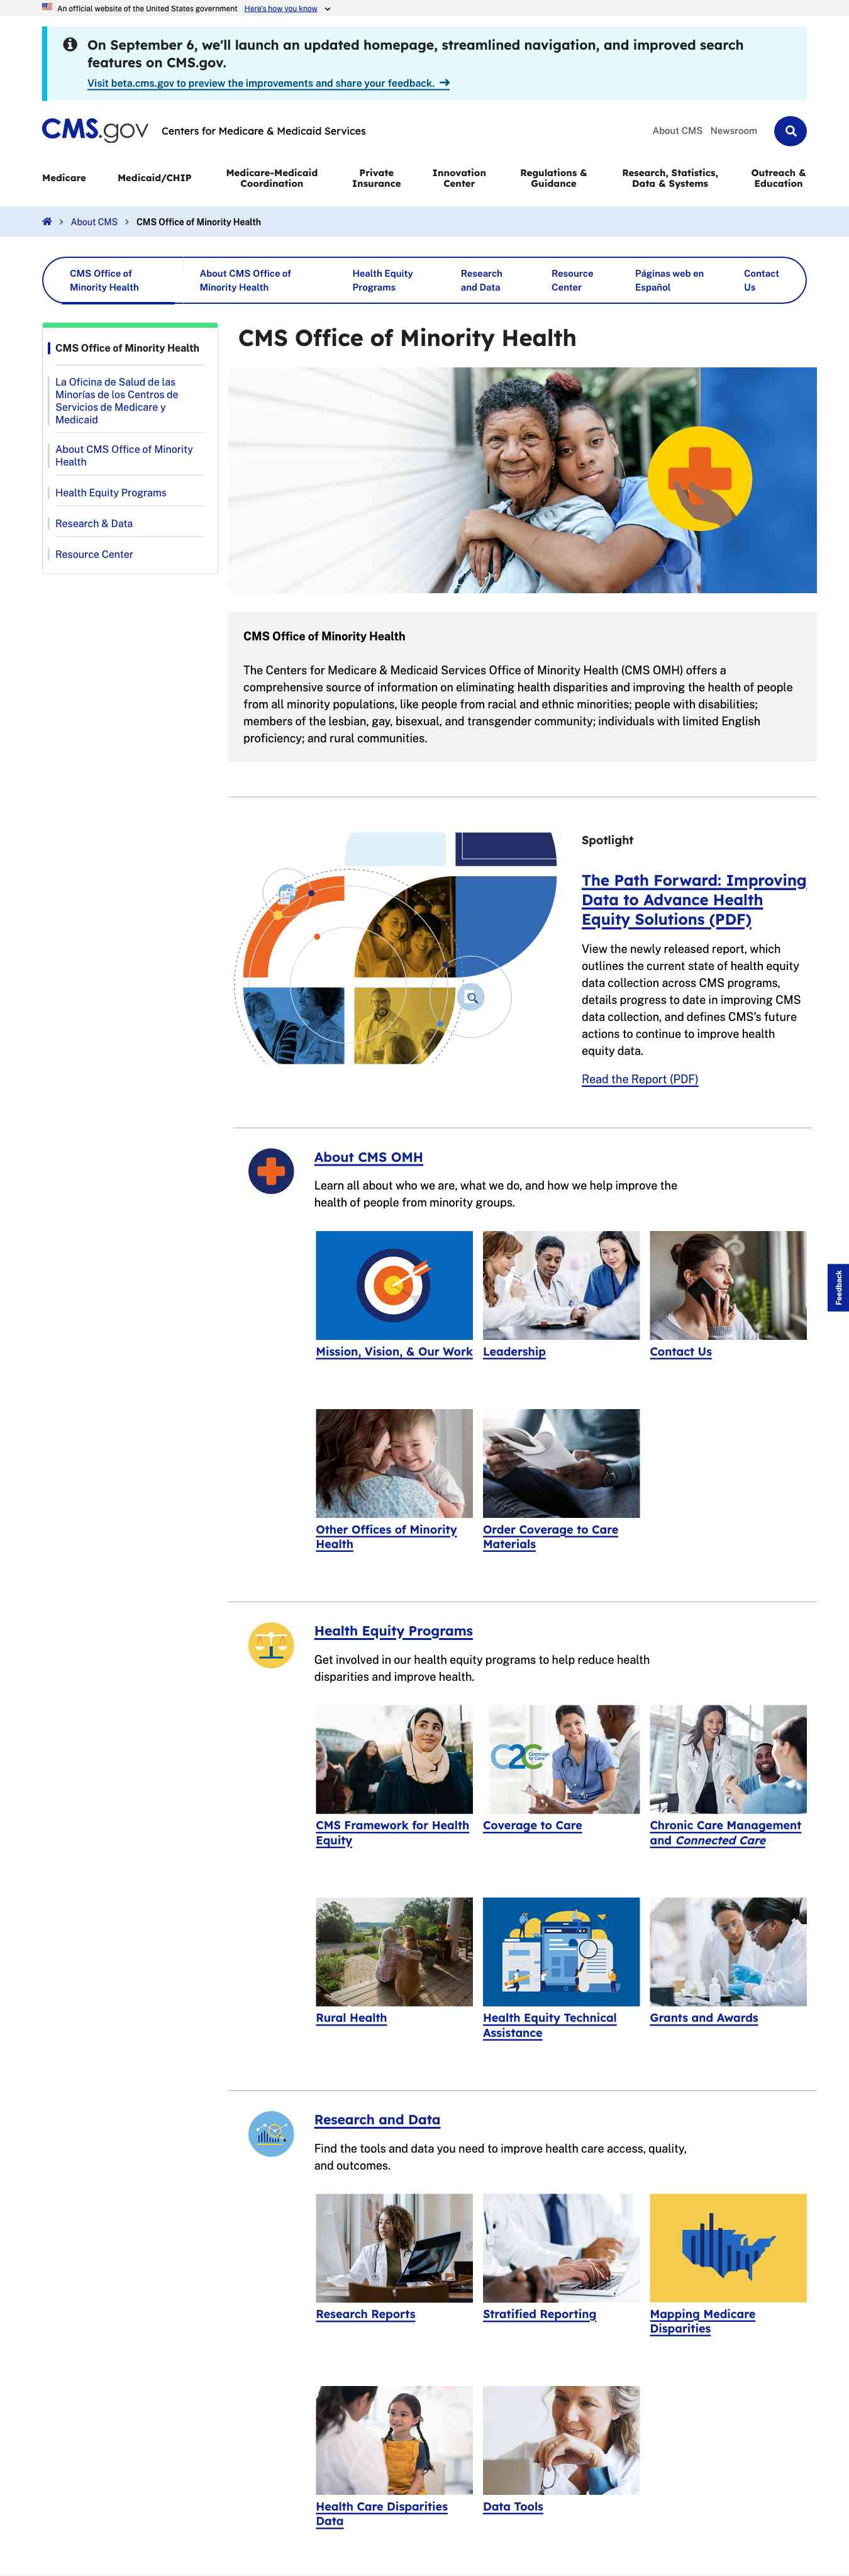 An official website of the United States government Here's how you know
On September 6, we'll launch an updated homepage, streamlined navigation, and improved search
features on CMS.gov.
Visit beta.cms.gov to preview the improvements and share your feedback.
CMS.gov Centers for Medicare & Medicaid Services
About CMS Newsroom
Medicare
Medicaid/CHIP
Medicare-Medicaid
Coordination
Private
Insurance
Innovation
Center
Regulations &
Guidance
Research, Statistics,
Data & Systems
Outreach &
Education
About CMS > CMS Office of Minority Health
CMS Office of
Minority Health
About CMS Office of
Minority Health
Health Equity
Programs
Research
and Data
Resource
Center
Páginas web en
Español
Contact
Us
CMS Office of Minority Health
La Oficina de Salud de las
Minorías de los Centros de
Servicios de Medicare y
Medicaid
About CMS Office of Minority
Health
Health Equity Programs
Research & Data
Resource Center
CMS Office of Minority Health
CMS Office of Minority Health
The Centers for Medicare & Medicaid Services Office of Minority Health (CMS OMH) offers a
comprehensive source of information on eliminating health disparities and improving the health of people
from all minority populations, like people from racial and ethnic minorities; people with disabilities;
members of the lesbian, gay, bisexual, and transgender community; individuals with limited English
proficiency; and rural communities.
Spotlight
The Path Forward: Improving
Data to Advance Health
Equity Solutions (PDF)
View the newly released report, which
outlines the current state of health equity
data collection across CMS programs,
details progress to date in improving CMS
data collection, and defines CMS's future
actions to continue to improve health
equity data.
Read the Report (PDF)
About CMS OMH
Learn all about who we are, what we do, and how we help improve the
health of people from minority groups.
Mission, Vision, & Our Work
Leadership
Contact Us
Feedback
Other Offices of Minority
Health
Order Coverage to Care
Materials
Health Equity Programs
Get involved in our health equity programs to help reduce health
disparities and improve health.
C2C Coverage
to Care
CMS Framework for Health
Equity
Coverage to Care
Chronic Care Management
and Connected Care
Rural Health
Health Equity Technical
Assistance
Grants and Awards
Research and Data
Find the tools and data you need to improve health care access, quality,
and outcomes.
Research Reports
Stratified Reporting
Mapping Medicare
Disparities
Health Care Disparities
Data
Data Tools